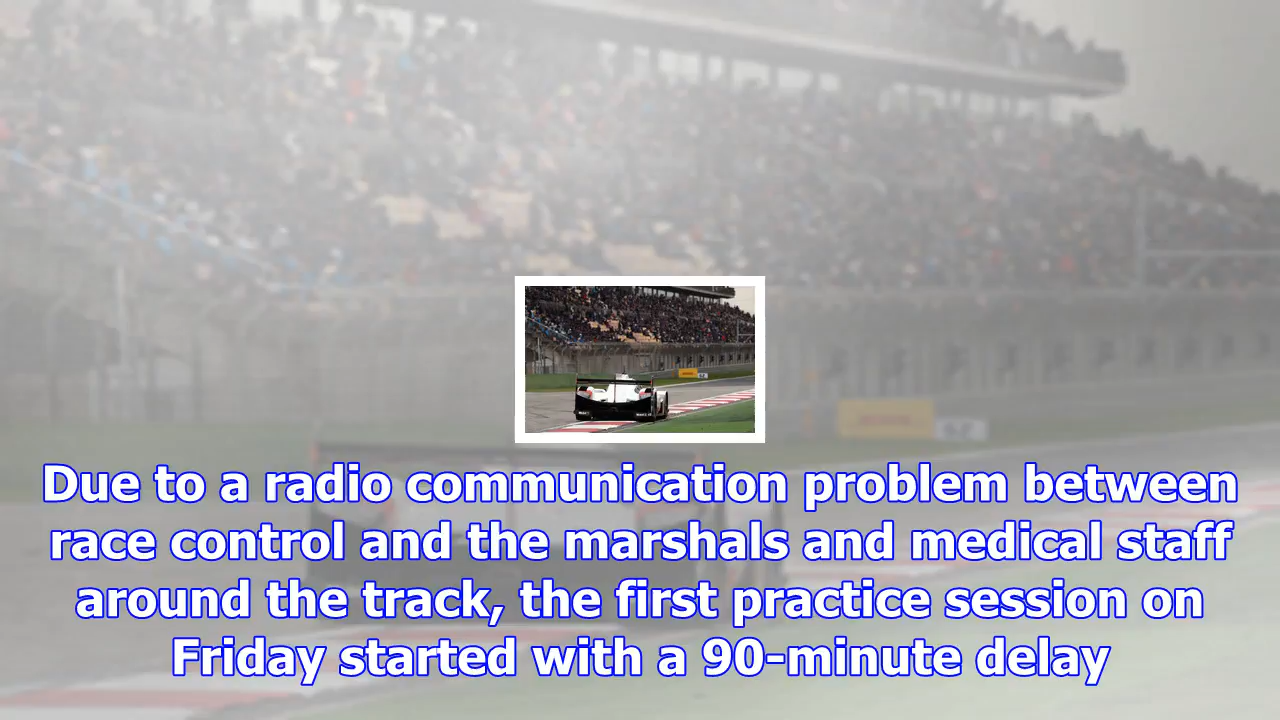 Due to a radio communication problem between
race control and the marshals and medical staff
around the track, the first practice session on
Friday started with a 90-minute delay